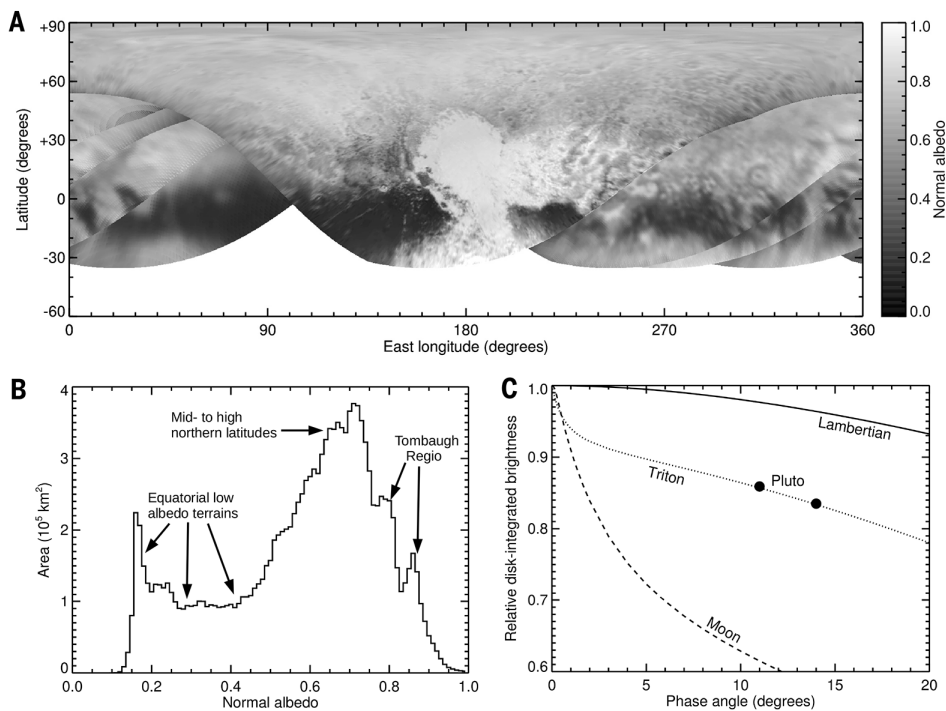 A
+90
+60
+30
0
-30
-60
Latitude (degrees)
0
90
180
270
360
East longitude (degrees)
1.0
0.8
0.6
0.4
0.2
0.0
Normal albedo
B
4
3
2
1
0
Area (10⁵ km²)
Mid- to high
northern latitudes
Tombaugh
Regio
Equatorial low
albedo terrains
0.0
0.2
0.4
0.6
0.8
1.0
Normal albedo
C
1.0
0.9
0.8
0.7
0.6
Relative disk-integrated brightness
Lambertian
Triton
Pluto
Moon
0
5
10
15
20
Phase angle (degrees)